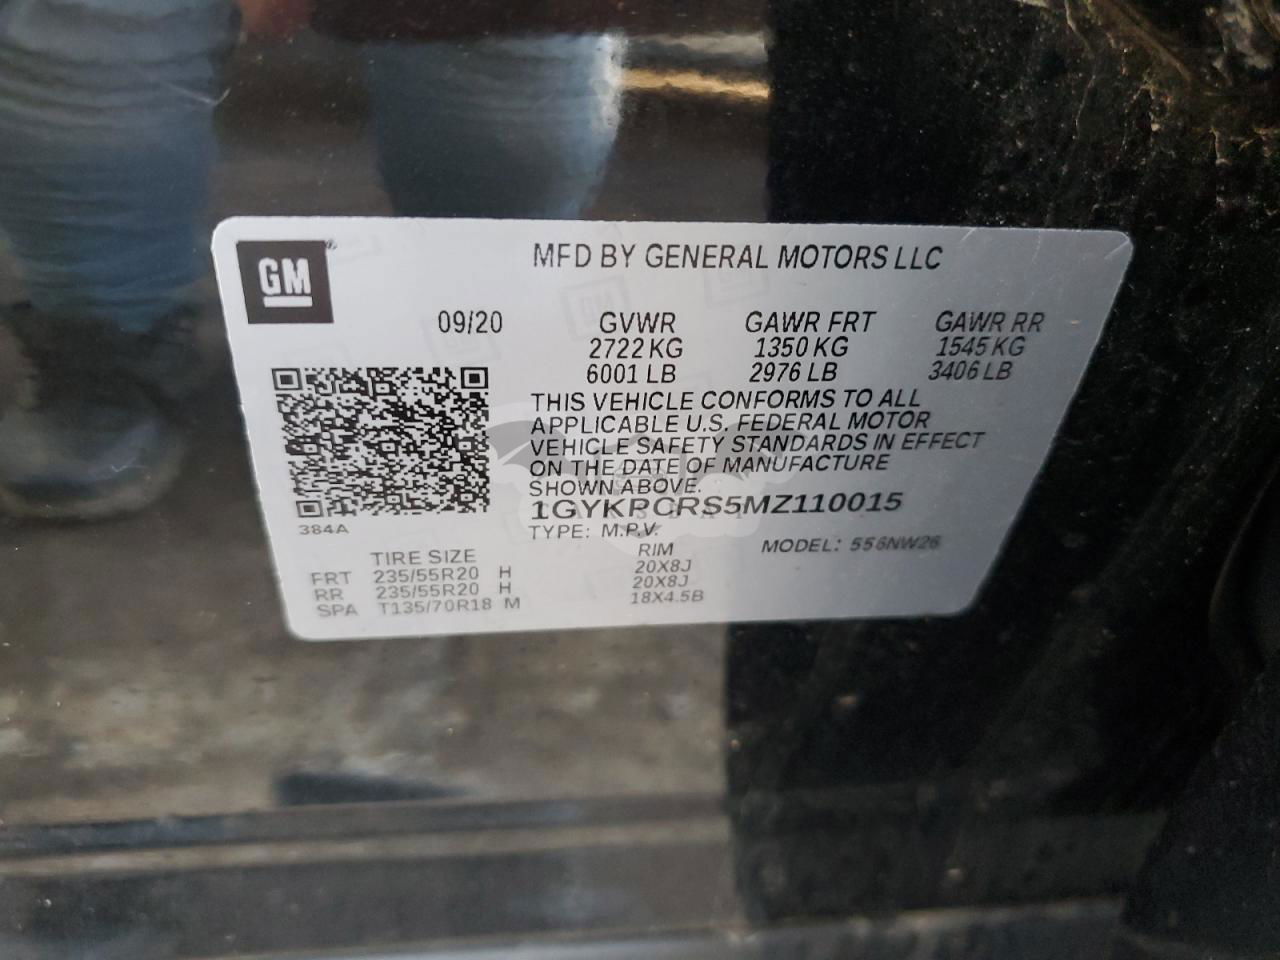 GM
MFD BY GENERAL MOTORS LLC
09/20 GVWR GAWR FRT GAWR RR
2722 KG 1350 KG 1545 KG
6001 LB 2976 LB 3406 LB
THIS VEHICLE CONFORMS TO ALL
APPLICABLE U.S. FEDERAL MOTOR
VEHICLE SAFETY STANDARDS IN EFFECT
ON THE DATE OF MANUFACTURE
SHOWN ABOVE.
1GYKPCRS5MZ110015
384A
TYPE: M.P.V. MODEL: 556NW26
TIRE SIZE RIM
FRT 235/55R20 H 20X8J
RR 235/55R20 H 20X8J
SPA T135/70R18 M 18X4.5B